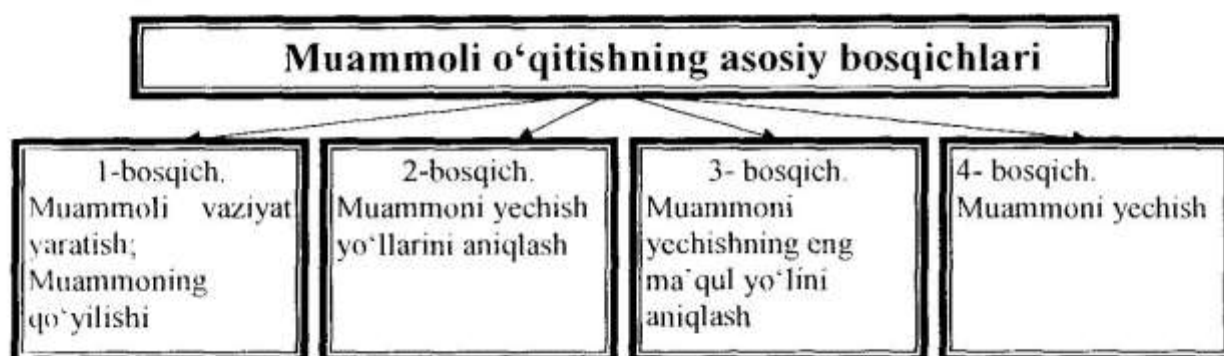 Muammoli o‘qitishning asosiy bosqichlari
1-bosqich.
Muammoli vaziyat
yaratish;
Muammoning
qo‘yilishi
2-bosqich.
Muammoni yechish
yo‘llarini aniqlash
3- bosqich.
Muammoni
yechishning eng
ma’qul yo‘lini
aniqlash
4- bosqich.
Muammoni yechish